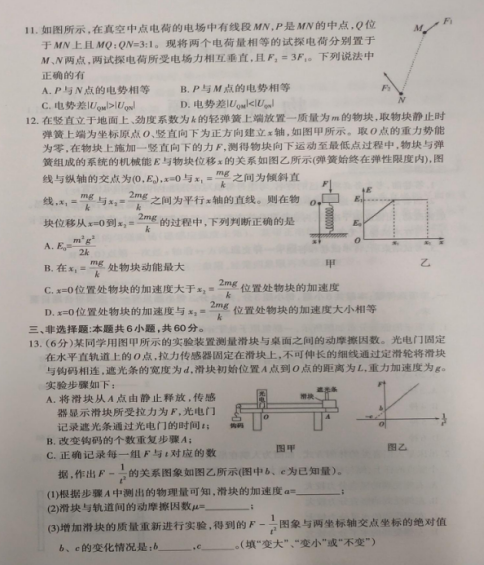 11. 如图所示，在真空中点电荷的电场中有线段MN，P是MN的中点，Q位
于MN上且MQ：QN=3:1。现将两个电荷量相等的试探电荷分别置于
M、N两点，两试探电荷所受电场力相互垂直，且F₂ = 3F₁。下列说法中
正确的有
A. P与N点的电势相等 B. P与M点的电势相等
C. 电势差|U_QM|>|U_QN| D. 电势差|U_QM|<|U_QN|
M F₁
F₂ N
12. 在竖直立于地面上、劲度系数为k的轻弹簧上端放置一质量为m的物块，取物块静止时
弹簧上端为坐标原点O、竖直向下为正方向建立x轴，如图甲所示。取O点的重力势能
为零，在物块上施加一竖直向下的力F，测得物块向下运动至最低点过程中，物块与弹
簧组成的系统的机械能E与物块位移x的关系如图乙所示(弹簧始终在弹性限度内)，图
线与纵轴的交点为(0，E₀)，x=0与x₁ = mg/k 之间为倾斜直
线，x₁ = mg/k 与x₂ = 2mg/k 之间为平行x轴的直线。则在物
块位移从x=0到x₂ = 2mg/k 的过程中，下列判断正确的是
A. E₀= m²g²/2k
B. 在x₁ = mg/k 处物块动能最大
C. x=0位置处物块的加速度大于x₂ = 2mg/k 位置处物块的加速度
D. x=0位置处物块的加速度与x₂ = 2mg/k 位置处物块的加速度大小相等
F O x
甲
E E₁ E₀ O x₁ x₂ x
乙
三、非选择题:本题共6小题，共60分。
13. (6分)某同学用图甲所示的实验装置测量滑块与桌面之间的动摩擦因数。光电门固定
在水平直轨道上的O点，拉力传感器固定在滑块上，不可伸长的细线通过定滑轮将滑块
与钩码相连，遮光条的宽度为d，滑块初始位置A点到O点的距离为L，重力加速度为g。
实验步骤如下：
A. 将滑块从A点由静止释放，传感
器显示滑块所受拉力为F，光电门
记录遮光条通过光电门的时间t；
B. 改变钩码的个数重复步骤A；
C. 正确记录每一组F与t对应的数
据，作出F - 1/t² 的关系图象如图乙所示(图中b、c为已知量)。
光电门 滑块 遮光条
钩码 O A
图甲
F b -c O 1/t²
图乙
(1)根据步骤A中测出的物理量可知，滑块的加速度a=______；
(2)滑块与轨道间的动摩擦因数μ=______；
(3)增加滑块的质量重新进行实验，得到的F - 1/t² 图象与两坐标轴交点坐标的绝对值
b、c的变化情况是：b______，c______。(填“变大”、“变小”或“不变”)